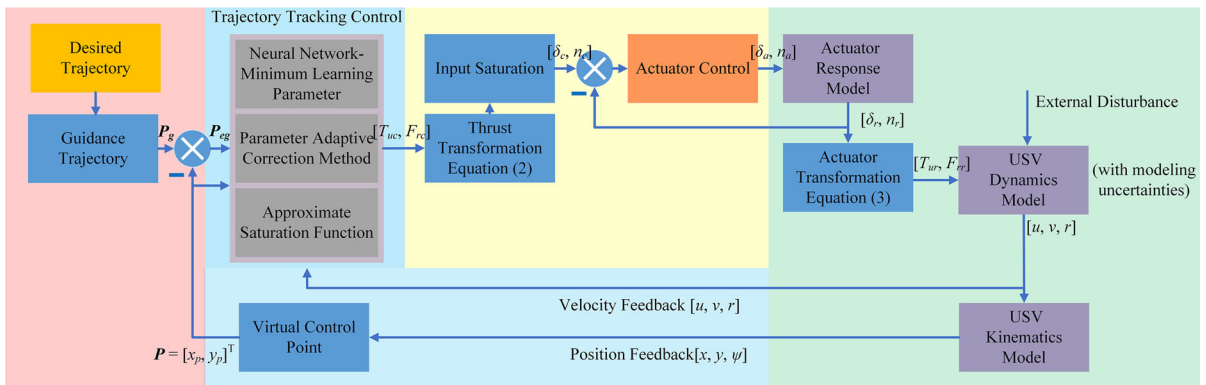 Trajectory Tracking Control
Desired
Trajectory
Guidance
Trajectory
P_g
P_eg
Neural Network-
Minimum Learning
Parameter
Parameter Adaptive
Correction Method
Approximate
Saturation Function
[T_uc, F_rc]
Input Saturation
Thrust
Transformation
Equation (2)
[δ_c, n_c]
Actuator Control
[δ_a, n_a]
Actuator
Response
Model
[δ_r, n_r]
Actuator
Transformation
Equation (3)
[T_ur, F_rr]
External Disturbance
USV
Dynamics
Model
(with modeling
uncertainties)
[u, v, r]
Velocity Feedback [u, v, r]
USV
Kinematics
Model
Position Feedback[x, y, ψ]
Virtual Control
Point
P = [x_p, y_p]^T